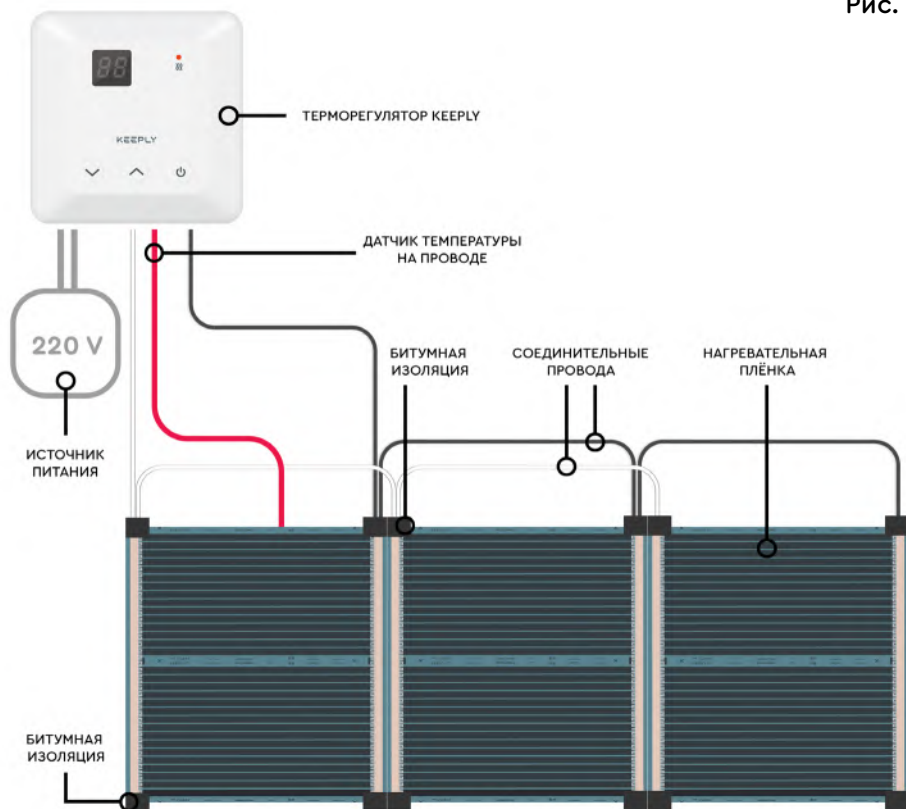 Рис.
88
KEEPLY
ТЕРМОРЕГУЛЯТОР KEEPLY
ДАТЧИК ТЕМПЕРАТУРЫ
НА ПРОВОДЕ
220 V
БИТУМНАЯ
ИЗОЛЯЦИЯ
СОЕДИНИТЕЛЬНЫЕ
ПРОВОДА
НАГРЕВАТЕЛЬНАЯ
ПЛЁНКА
ИСТОЧНИК
ПИТАНИЯ
БИТУМНАЯ
ИЗОЛЯЦИЯ